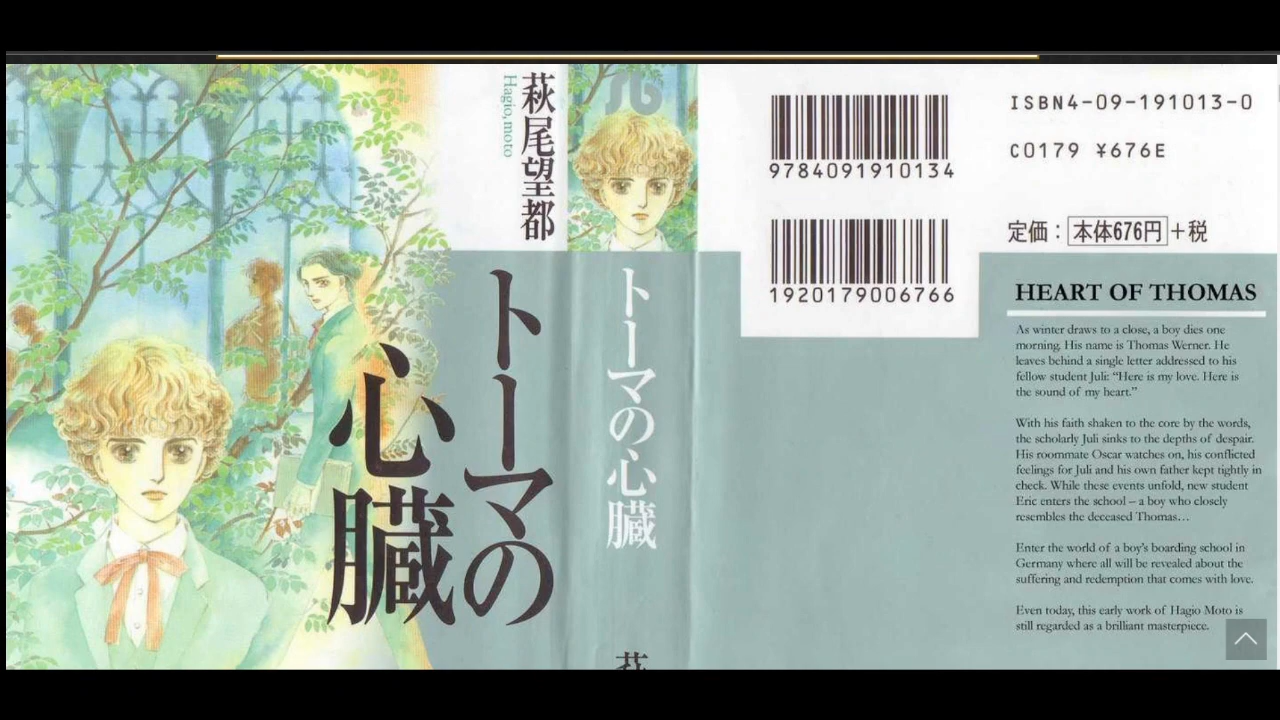 萩尾望都
Hagio,moto
トーマの
心臓
トーマの心臓
9784091910134
1920179006766
ISBN4-09-191013-0
C0179 ¥676E
定価：本体676円+税
HEART OF THOMAS
As winter draws to a close, a boy dies one
morning. His name is Thomas Werner. He
leaves behind a single letter addressed to his
fellow student Juli: “Here is my love. Here is
the sound of my heart.”
With his faith shaken to the core by the words,
the scholarly Juli sinks to the depths of despair.
His roommate Oscar watches on, his conflicted
feelings for Juli and his own father kept tightly in
check. While these events unfold, new student
Eric enters the school – a boy who closely
resembles the deceased Thomas…
Enter the world of a boy’s boarding school in
Germany where all will be revealed about the
suffering and redemption that comes with love.
Even today, this early work of Hagio Moto is
still regarded as a brilliant masterpiece.